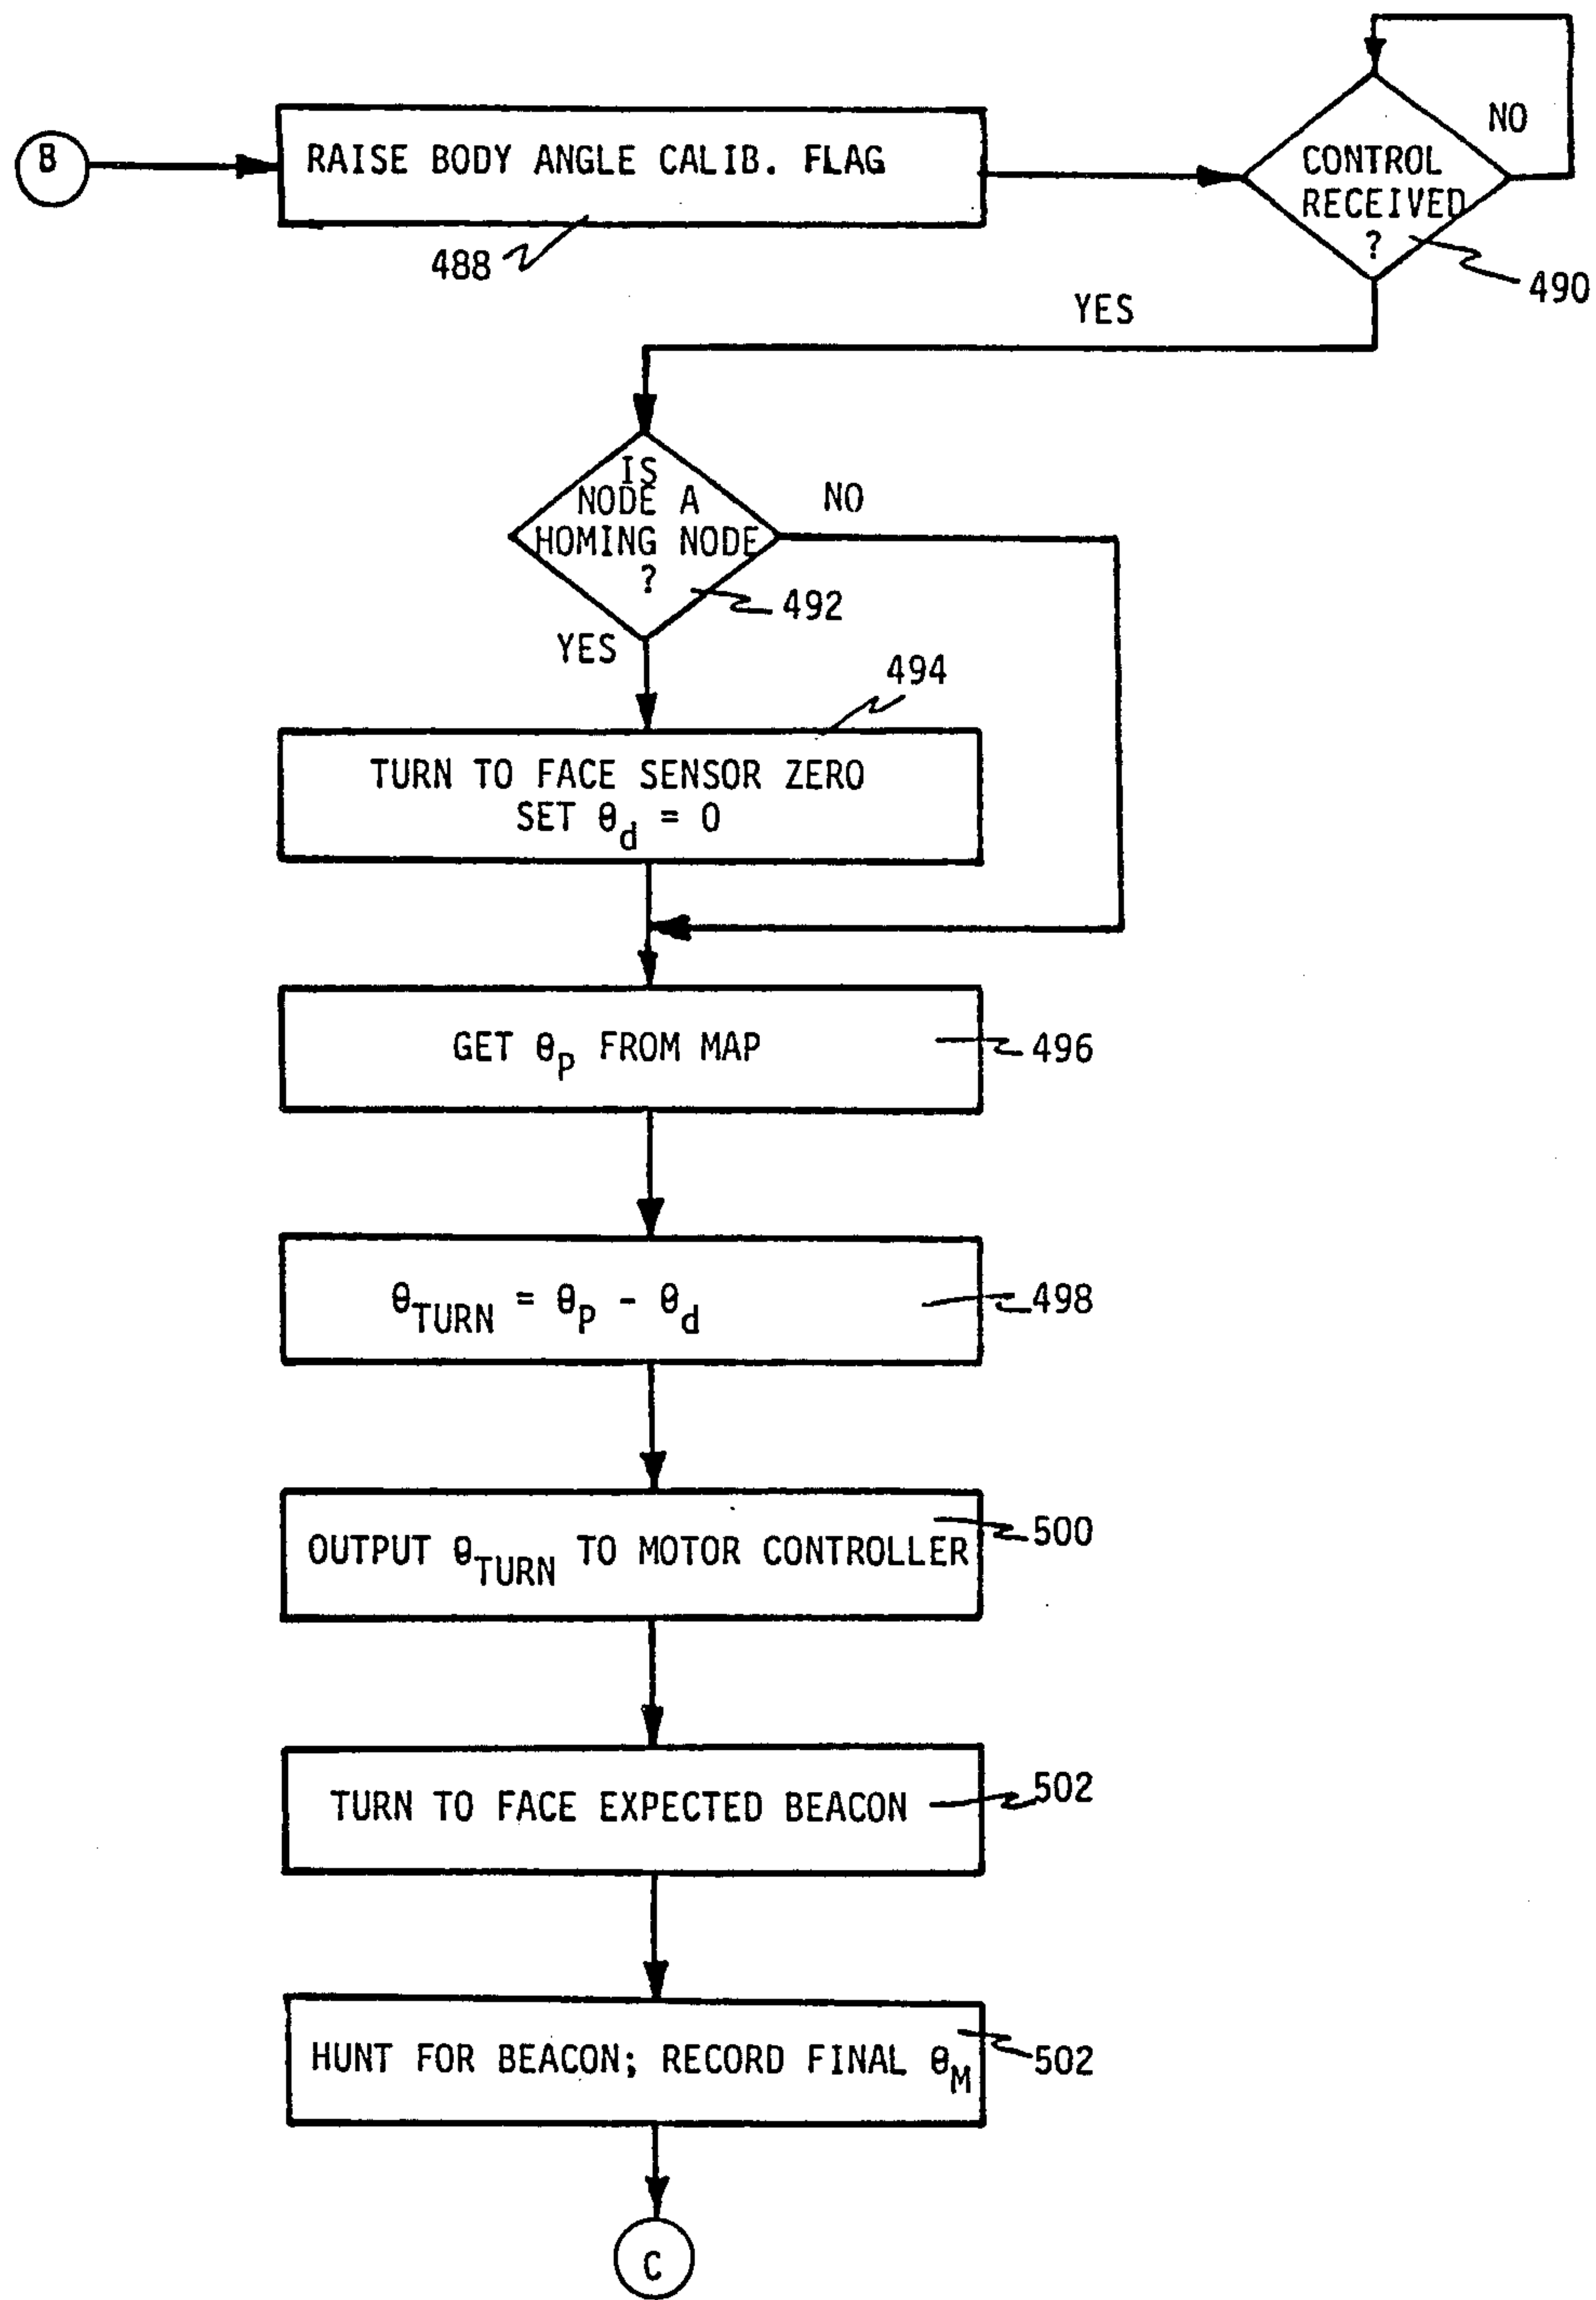 B
RAISE BODY ANGLE CALIB. FLAG
488
CONTROL
RECEIVED
?
NO
490
YES
IS
NODE A
HOMING NODE
?
NO
492
YES
494
TURN TO FACE SENSOR ZERO
SET θd = 0
GET θP FROM MAP
496
θTURN = θP - θd
498
OUTPUT θTURN TO MOTOR CONTROLLER
500
TURN TO FACE EXPECTED BEACON
502
HUNT FOR BEACON; RECORD FINAL θM
502
C